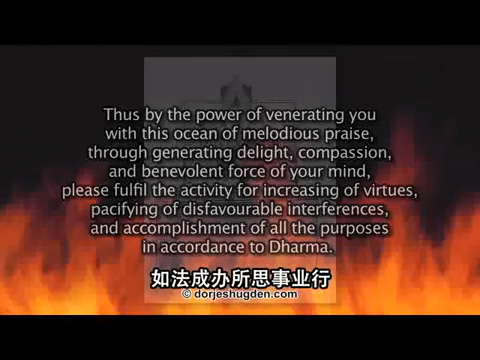 Thus by the power of venerating you
with this ocean of melodious praise,
through generating delight, compassion,
and benevolent force of your mind,
please fulfil the activity for increasing of virtues,
pacifying of disfavourable interferences,
and accomplishment of all the purposes
in accordance to Dharma.
如法成办所思事业行
© dorjeshugden.com